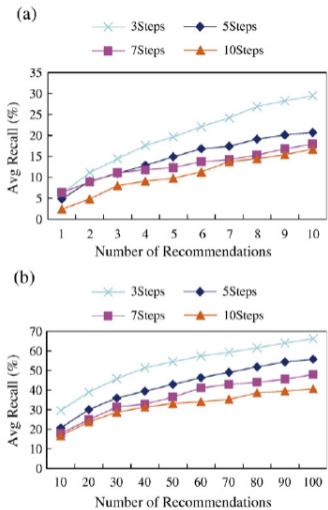 (a)
3Steps 5Steps
7Steps 10Steps
Avg Recall (%)
35
30
25
20
15
10
5
0
1 2 3 4 5 6 7 8 9 10
Number of Recommendations
(b)
3Steps 5Steps
7Steps 10Steps
Avg Recall (%)
70
60
50
40
30
20
10
0
10 20 30 40 50 60 70 80 90 100
Number of Recommendations